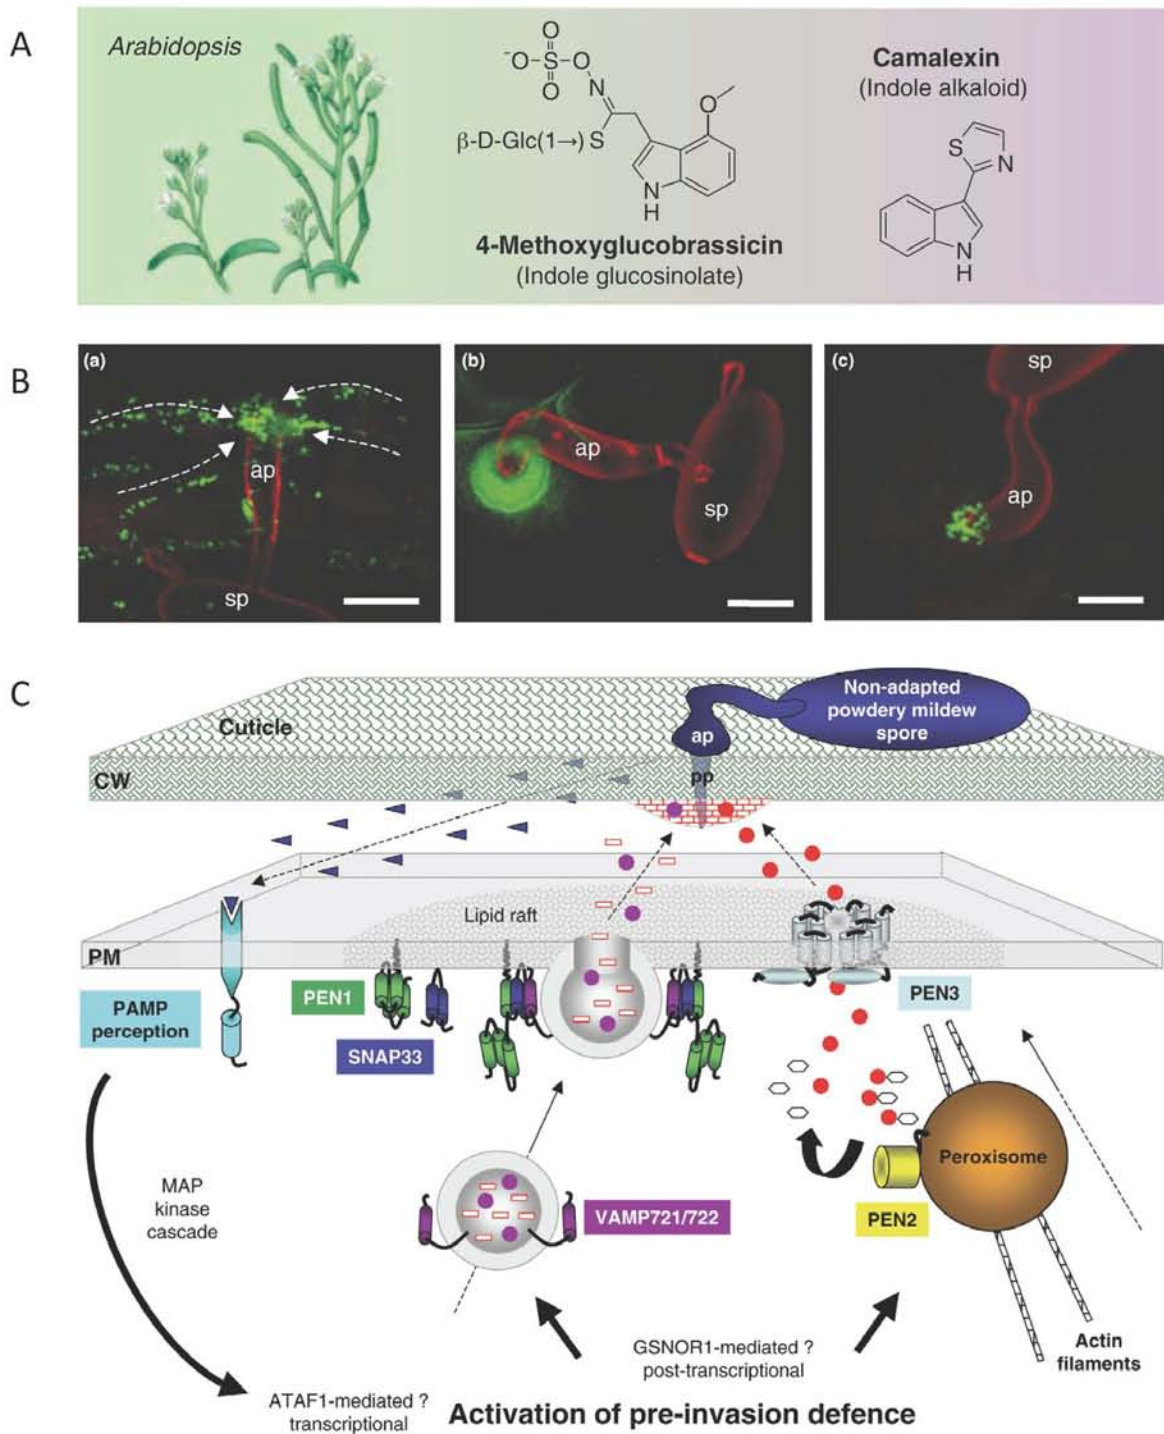 A
Arabidopsis
O
⁻O-S-O
O
N
O
β-D-Glc(1→) S
N
H
4-Methoxyglucobrassicin
(Indole glucosinolate)
Camalexin
(Indole alkaloid)
S
N
N
H
B
(a)
ap
sp
(b)
ap
sp
(c)
sp
ap
C
Cuticle
Non-adapted
powdery mildew
spore
ap
CW
pp
Lipid raft
PM
PAMP
perception
PEN1
SNAP33
PEN3
MAP
kinase
cascade
VAMP721/722
Peroxisome
PEN2
Actin
filaments
GSNOR1-mediated ?
post-transcriptional
ATAF1-mediated ?
transcriptional
Activation of pre-invasion defence